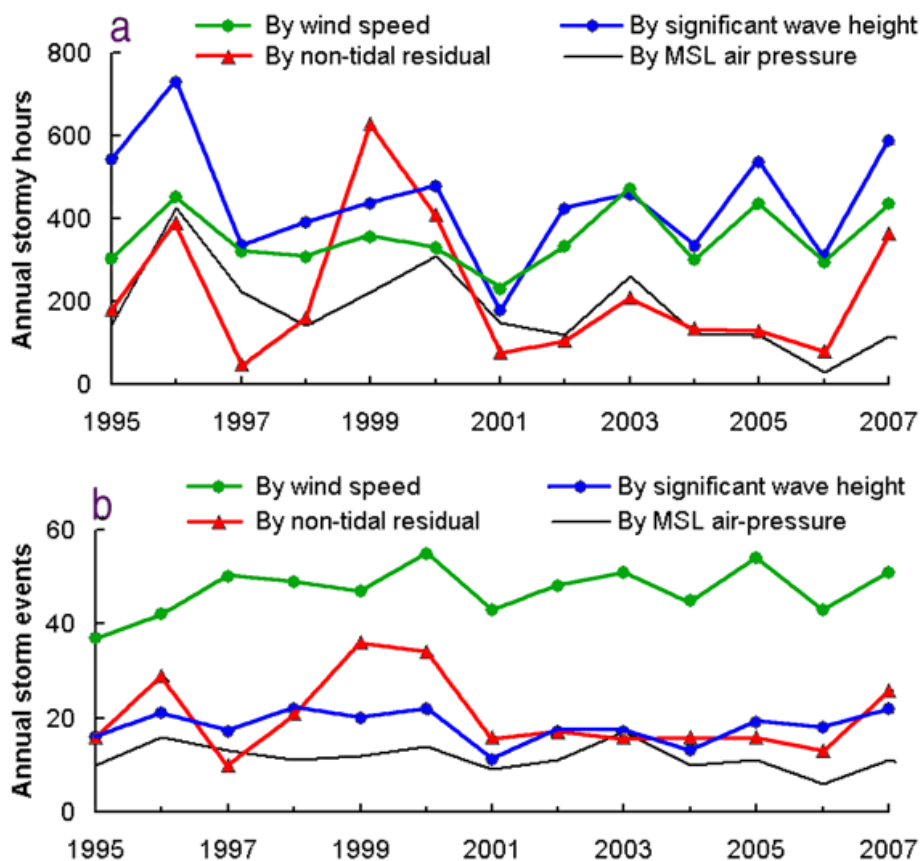 a
By wind speed
By significant wave height
By non-tidal residual
By MSL air pressure
Annual stormy hours
800
600
400
200
0
1995 1997 1999 2001 2003 2005 2007
b
By wind speed
By significant wave height
By non-tidal residual
By MSL air-pressure
Annual storm events
60
40
20
0
1995 1997 1999 2001 2003 2005 2007